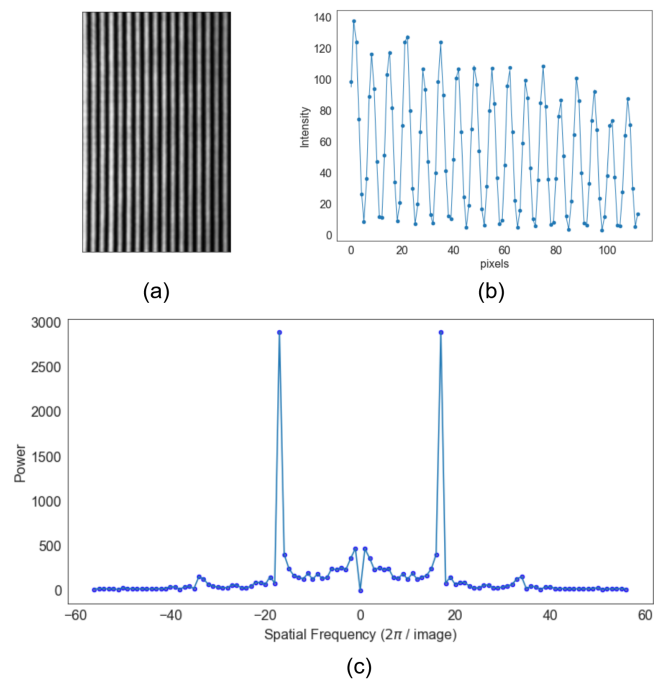 140
120
100
80
60
40
20
0
Intensity
0 20 40 60 80 100
pixels
(a)
(b)
3000
2500
2000
1500
1000
500
0
Power
−60 −40 −20 0 20 40 60
Spatial Frequency (2π / image)
(c)